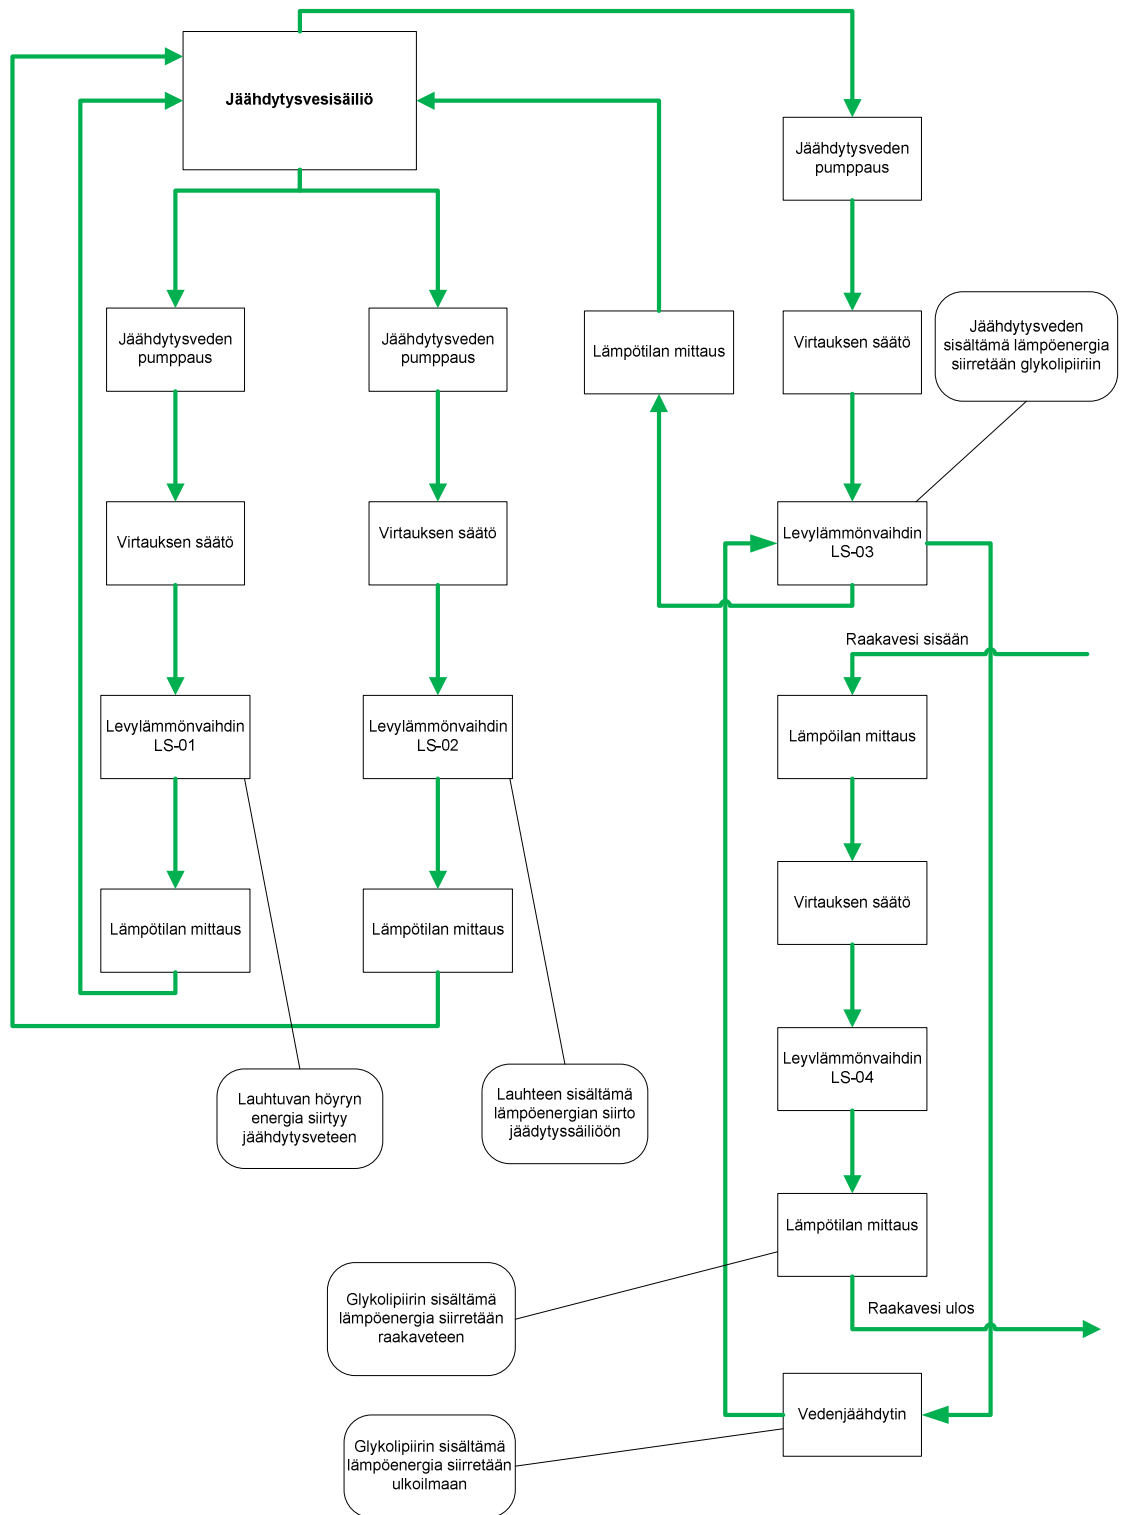 Jäähdytysvesisäiliö
Jäähdytysveden
pumppaus
Jäähdytysveden
pumppaus
Jäähdytysveden
pumppaus
Lämpötilan mittaus
Virtauksen säätö
Jäähdytysveden
sisältämä lämpöenergia
siirretään glykolipiiriin
Virtauksen säätö
Virtauksen säätö
Levylämmönvaihdin
LS-03
Raakavesi sisään
Levylämmönvaihdin
LS-01
Levylämmönvaihdin
LS-02
Lämpöilan mittaus
Lämpötilan mittaus
Lämpötilan mittaus
Virtauksen säätö
Leyvlämmönvaihdin
LS-04
Lauhtuvan höyryn
energia siirtyy
jäähdytysveteen
Lauhteen sisältämä
lämpöenergian siirto
jäädytyssäiliöön
Lämpötilan mittaus
Glykolipiirin sisältämä
lämpöenergia siirretään
raakaveteen
Raakavesi ulos
Vedenjäähdytin
Glykolipiirin sisältämä
lämpöenergia siirretään
ulkoilmaan